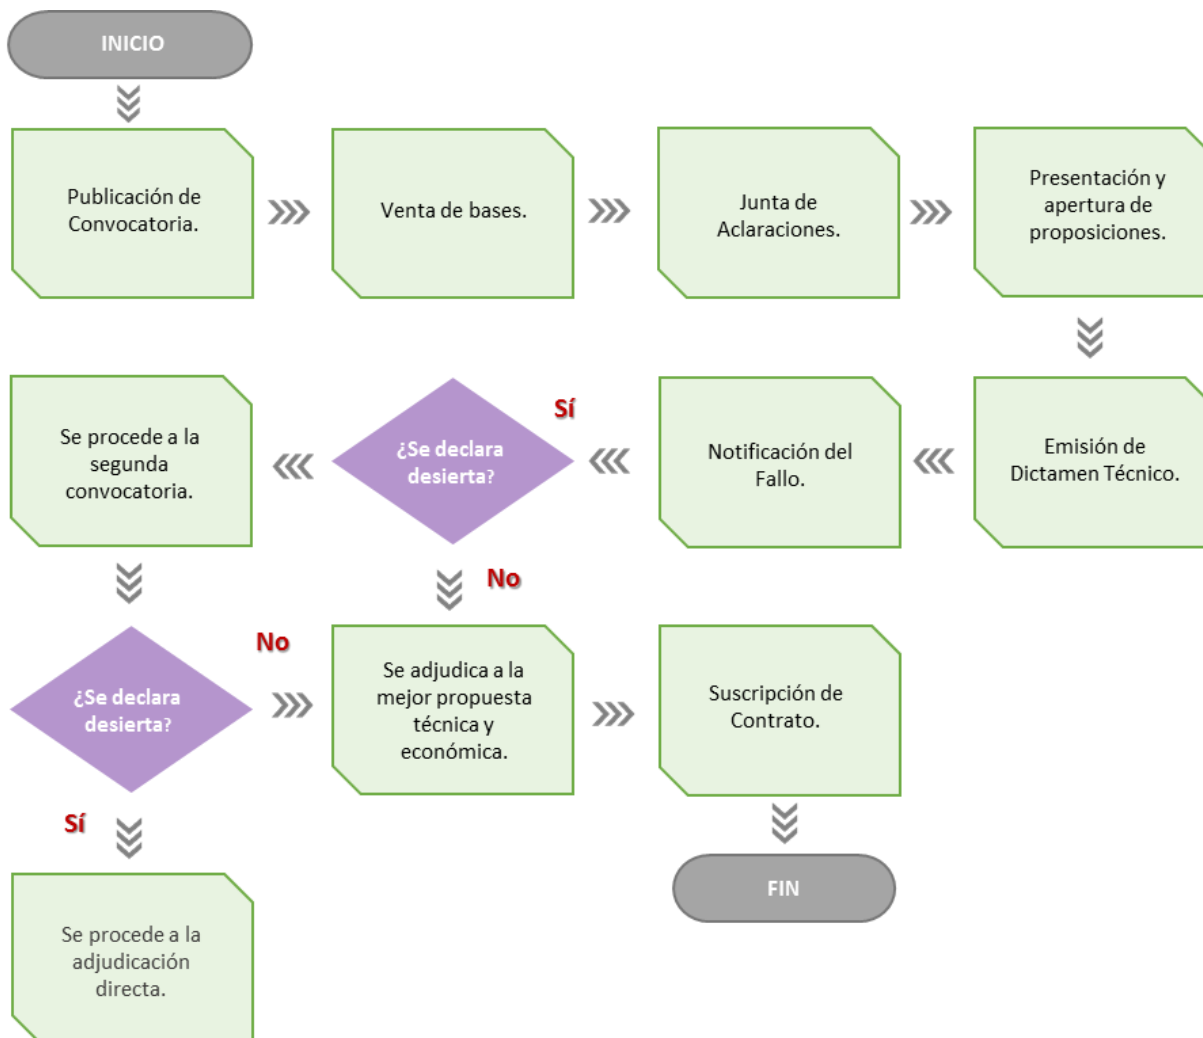 INICIO
Publicación de
Convocatoria.
Venta de bases.
Junta de
Aclaraciones.
Presentación y
apertura de
proposiciones.
Se procede a la
segunda
convocatoria.
¿Se declara
desierta?
Sí
Notificación del
Fallo.
Emisión de
Dictamen Técnico.
No
¿Se declara
desierta?
No
Se adjudica a la
mejor propuesta
técnica y
económica.
Suscripción de
Contrato.
Sí
FIN
Se procede a la
adjudicación
directa.